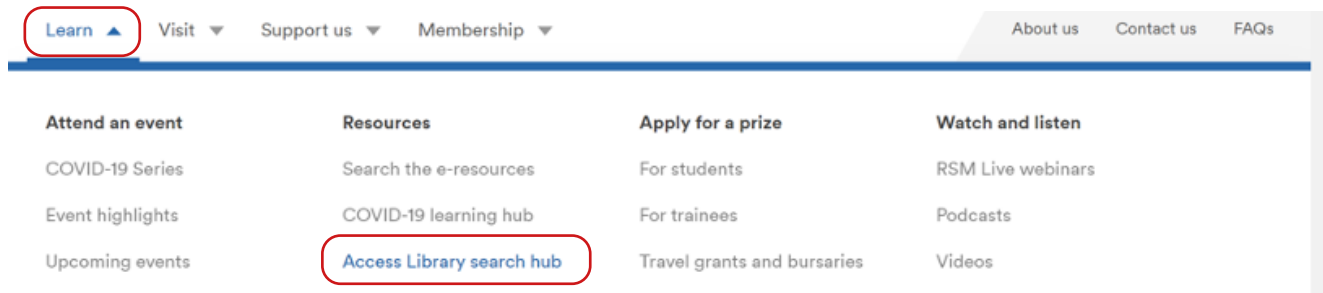 Learn Visit Support us Membership About us Contact us FAQs
Attend an event Resources Apply for a prize Watch and listen
COVID-19 Series Search the e-resources For students RSM Live webinars
Event highlights COVID-19 learning hub For trainees Podcasts
Upcoming events Access Library search hub Travel grants and bursaries Videos